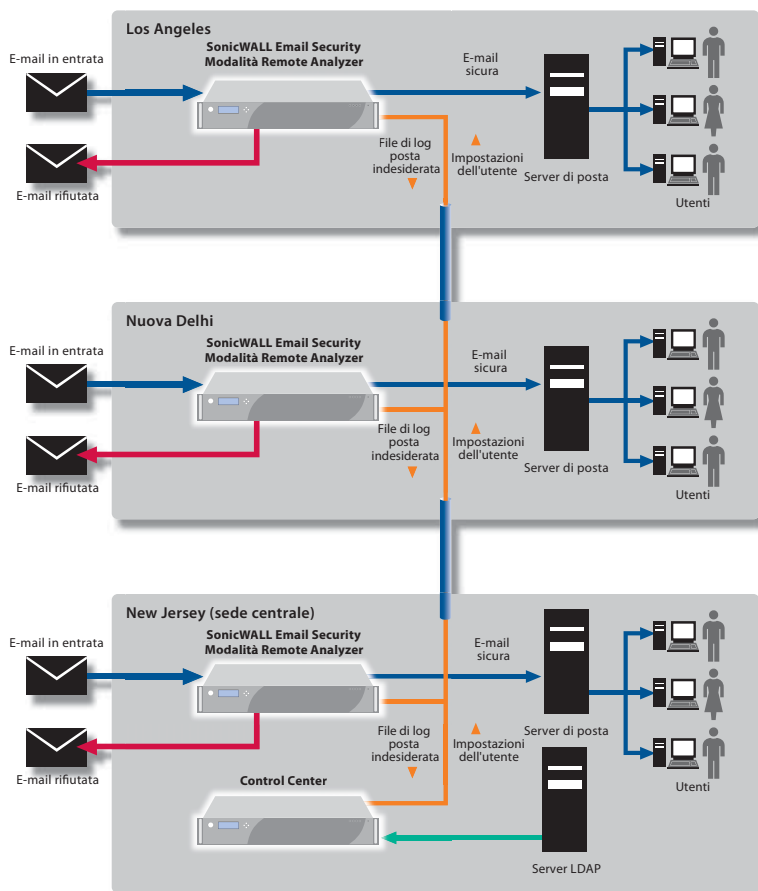 Los Angeles
SonicWALL Email Security
Modalità Remote Analyzer
E-mail in entrata
E-mail
sicura
File di log
posta
indesiderata
Impostazioni
dell'utente
Server di posta
E-mail rifiutata
Utenti
Nuova Delhi
SonicWALL Email Security
Modalità Remote Analyzer
E-mail in entrata
E-mail
sicura
File di log
posta
indesiderata
Impostazioni
dell'utente
Server di posta
E-mail rifiutata
Utenti
New Jersey (sede centrale)
SonicWALL Email Security
Modalità Remote Analyzer
E-mail in entrata
E-mail
sicura
File di log
posta
indesiderata
Impostazioni
dell'utente
Server di posta
E-mail rifiutata
Control Center
Utenti
Server LDAP